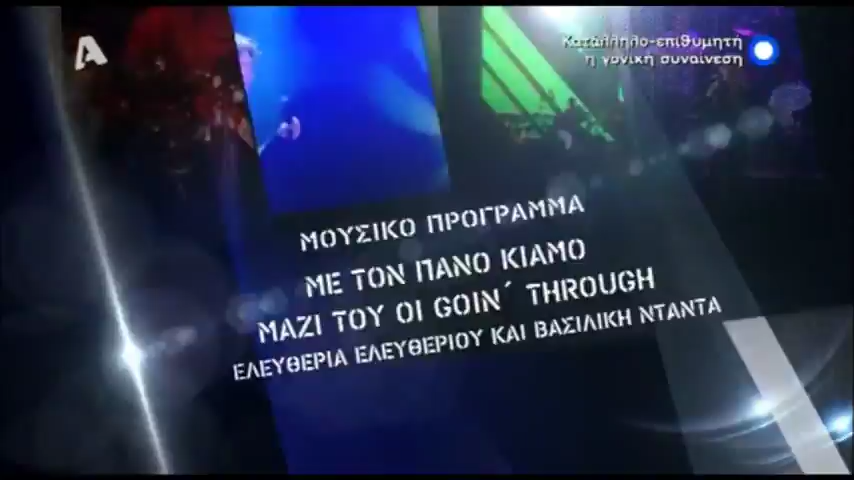 Κατάλληλο-επιθυμητή
η γονική συναίνεση
ΜΟΥΣΙΚΟ ΠΡΟΓΡΑΜΜΑ
ΜΕ ΤΟΝ ΠΑΝΟ ΚΙΑΜΟ
ΜΑΖΙ ΤΟΥ ΟΙ GOIN΄ THROUGH
ΕΛΕΥΘΕΡΙΑ ΕΛΕΥΘΕΡΙΟΥ ΚΑΙ ΒΑΣΙΛΙΚΗ ΝΤΑΝΤΑ